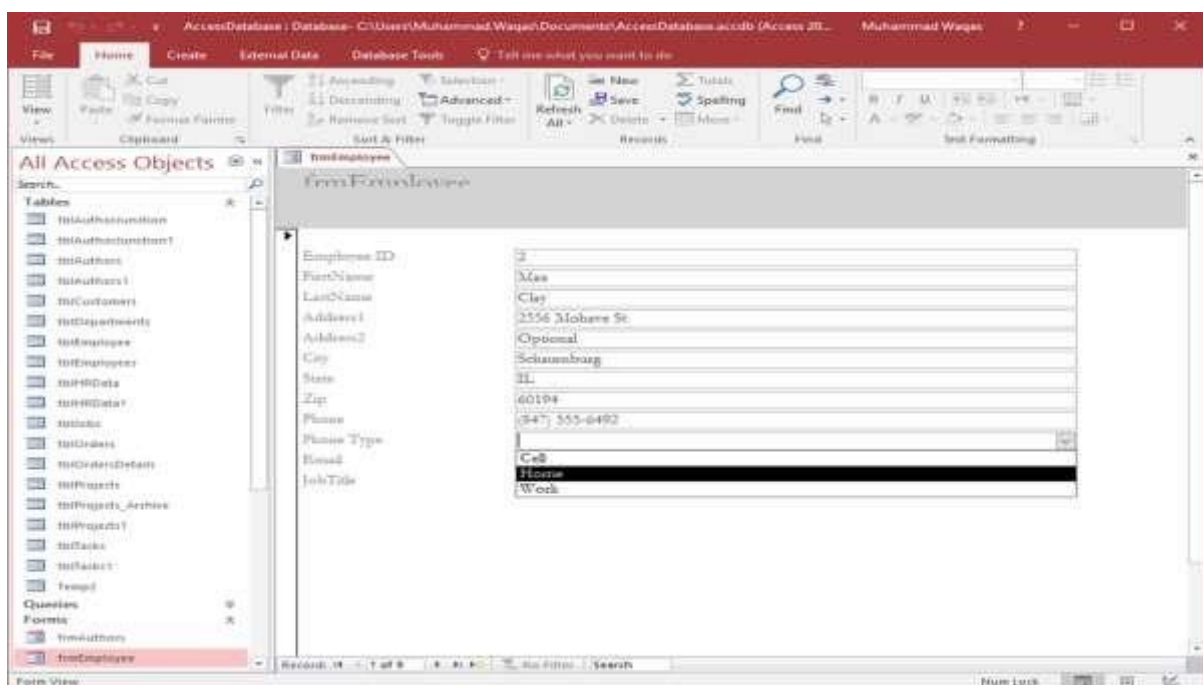 AccessDatabase : Database- C:\Users\Muhammad Waqas\Documents\AccessDatabase.accdb (Access 20... Muhammad Waqas ?
File Home Create External Data Database Tools Tell me what you want to do
View Paste Cut Copy Format Painter
Filter Ascending Descending Remove Sort Selection Advanced Toggle Filter
Refresh All New Save Delete Totals Spelling More
Find
B I U
A
Views Clipboard Sort & Filter Records Find Text Formatting
All Access Objects
Search...
Tables
tblAuthorJunction
tblAuthorJunction1
tblAuthors
tblAuthors1
tblCustomers
tblDepartments
tblEmployee
tblEmployees
tblHRData
tblHRData1
tblJobs
tblOrders
tblOrdersDetails
tblProjects
tblProjects_Archive
tblProjects1
tblTasks
tblTasks1
Queries
Forms
frmAuthors
frmEmployee
frmEmployee
frmEmployee
Employee ID 2
FirstName
LastName Clay
Address1 2556 Mohave St
Address2 Optional
City Schaumburg
State IL
Zip 60194
Phone (847) 555-6492
Phone Type
Email
JobTitle
Cell
Home
Work
Record: 1 of 9 No Filter Search
Form View Num Lock